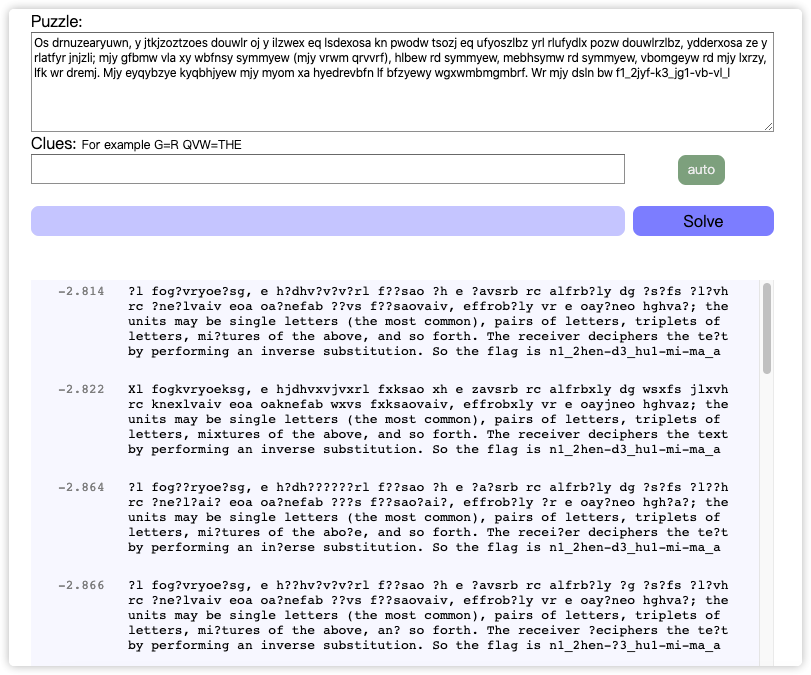 Puzzle:
Os drnuzearyuwn, y jtkjzoztzoes douwlr oj y ilzwex eq lsdexosa kn pwodw tsozj eq ufyoszlbz yrl rlufydlx pozw douwlrzlbz, ydderxosa ze y
rlatfyr jnjzli; mjy gfbmw vla xy wbfnsy symmyew (mjy vrwm qrvvrf), hlbew rd symmyew, mebhsymw rd symmyew, vbomgeyw rd mjy lxrzy,
lfk wr dremj. Mjy eyqybzye kyqbhjyew mjy myom xa hyedrevbfn lf bfzyewy wgxwmbmgmbrf. Wr mjy dsln bw f1_2jyf-k3_jg1-vb-vl_l
Clues: For example G=R QVW=THE
auto
Solve
-2.814 ?l fog?vryoe?sg, e h?dhv?v?v?rl f??sao ?h e ?avsrb rc alfrb?ly dg ?s?fs ?l?vh
rc ?ne?lvaiv eoa oa?nefab ??vs f??saovaiv, effrob?ly vr e oay?neo hghva?; the
units may be single letters (the most common), pairs of letters, triplets of
letters, mi?tures of the above, and so forth. The receiver deciphers the te?t
by performing an inverse substitution. So the flag is n1_2hen-d3_hu1-mi-ma_a
-2.822 Xl fogkvryoeksg, e hjdhvxvjvxrl fxksao xh e zavsrb rc alfrbxly dg wsxfs jlxvh
rc knexlvaiv eoa oaknefab wxvs fxksaovaiv, effrobxly vr e oayjneo hghvaz; the
units may be single letters (the most common), pairs of letters, triplets of
letters, mixtures of the above, and so forth. The receiver deciphers the text
by performing an inverse substitution. So the flag is n1_2hen-d3_hu1-mi-ma_a
-2.864 ?l fog??ryoe?sg, e h?dh??????rl f??sao ?h e ?a?srb rc alfrb?ly dg ?s?fs ?l??h
rc ?ne?l?ai? eoa oa?nefab ???s f??sao?ai?, effrob?ly ?r e oay?neo hgh?a?; the
units may be single letters (the most common), pairs of letters, triplets of
letters, mi?tures of the abo?e, and so forth. The recei?er deciphers the te?t
by performing an in?erse substitution. So the flag is n1_2hen-d3_hu1-mi-ma_a
-2.866 ?l fog?vryoe?sg, e h??hv?v?v?rl f??sao ?h e ?avsrb rc alfrb?ly ?g ?s?fs ?l?vh
rc ?ne?lvaiv eoa oa?nefab ??vs f??saovaiv, effrob?ly vr e oay?neo hghva?; the
units may be single letters (the most common), pairs of letters, triplets of
letters, mi?tures of the above, an? so forth. The receiver ?eciphers the te?t
by performing an inverse substitution. So the flag is n1_2hen-?3_hu1-mi-ma_a